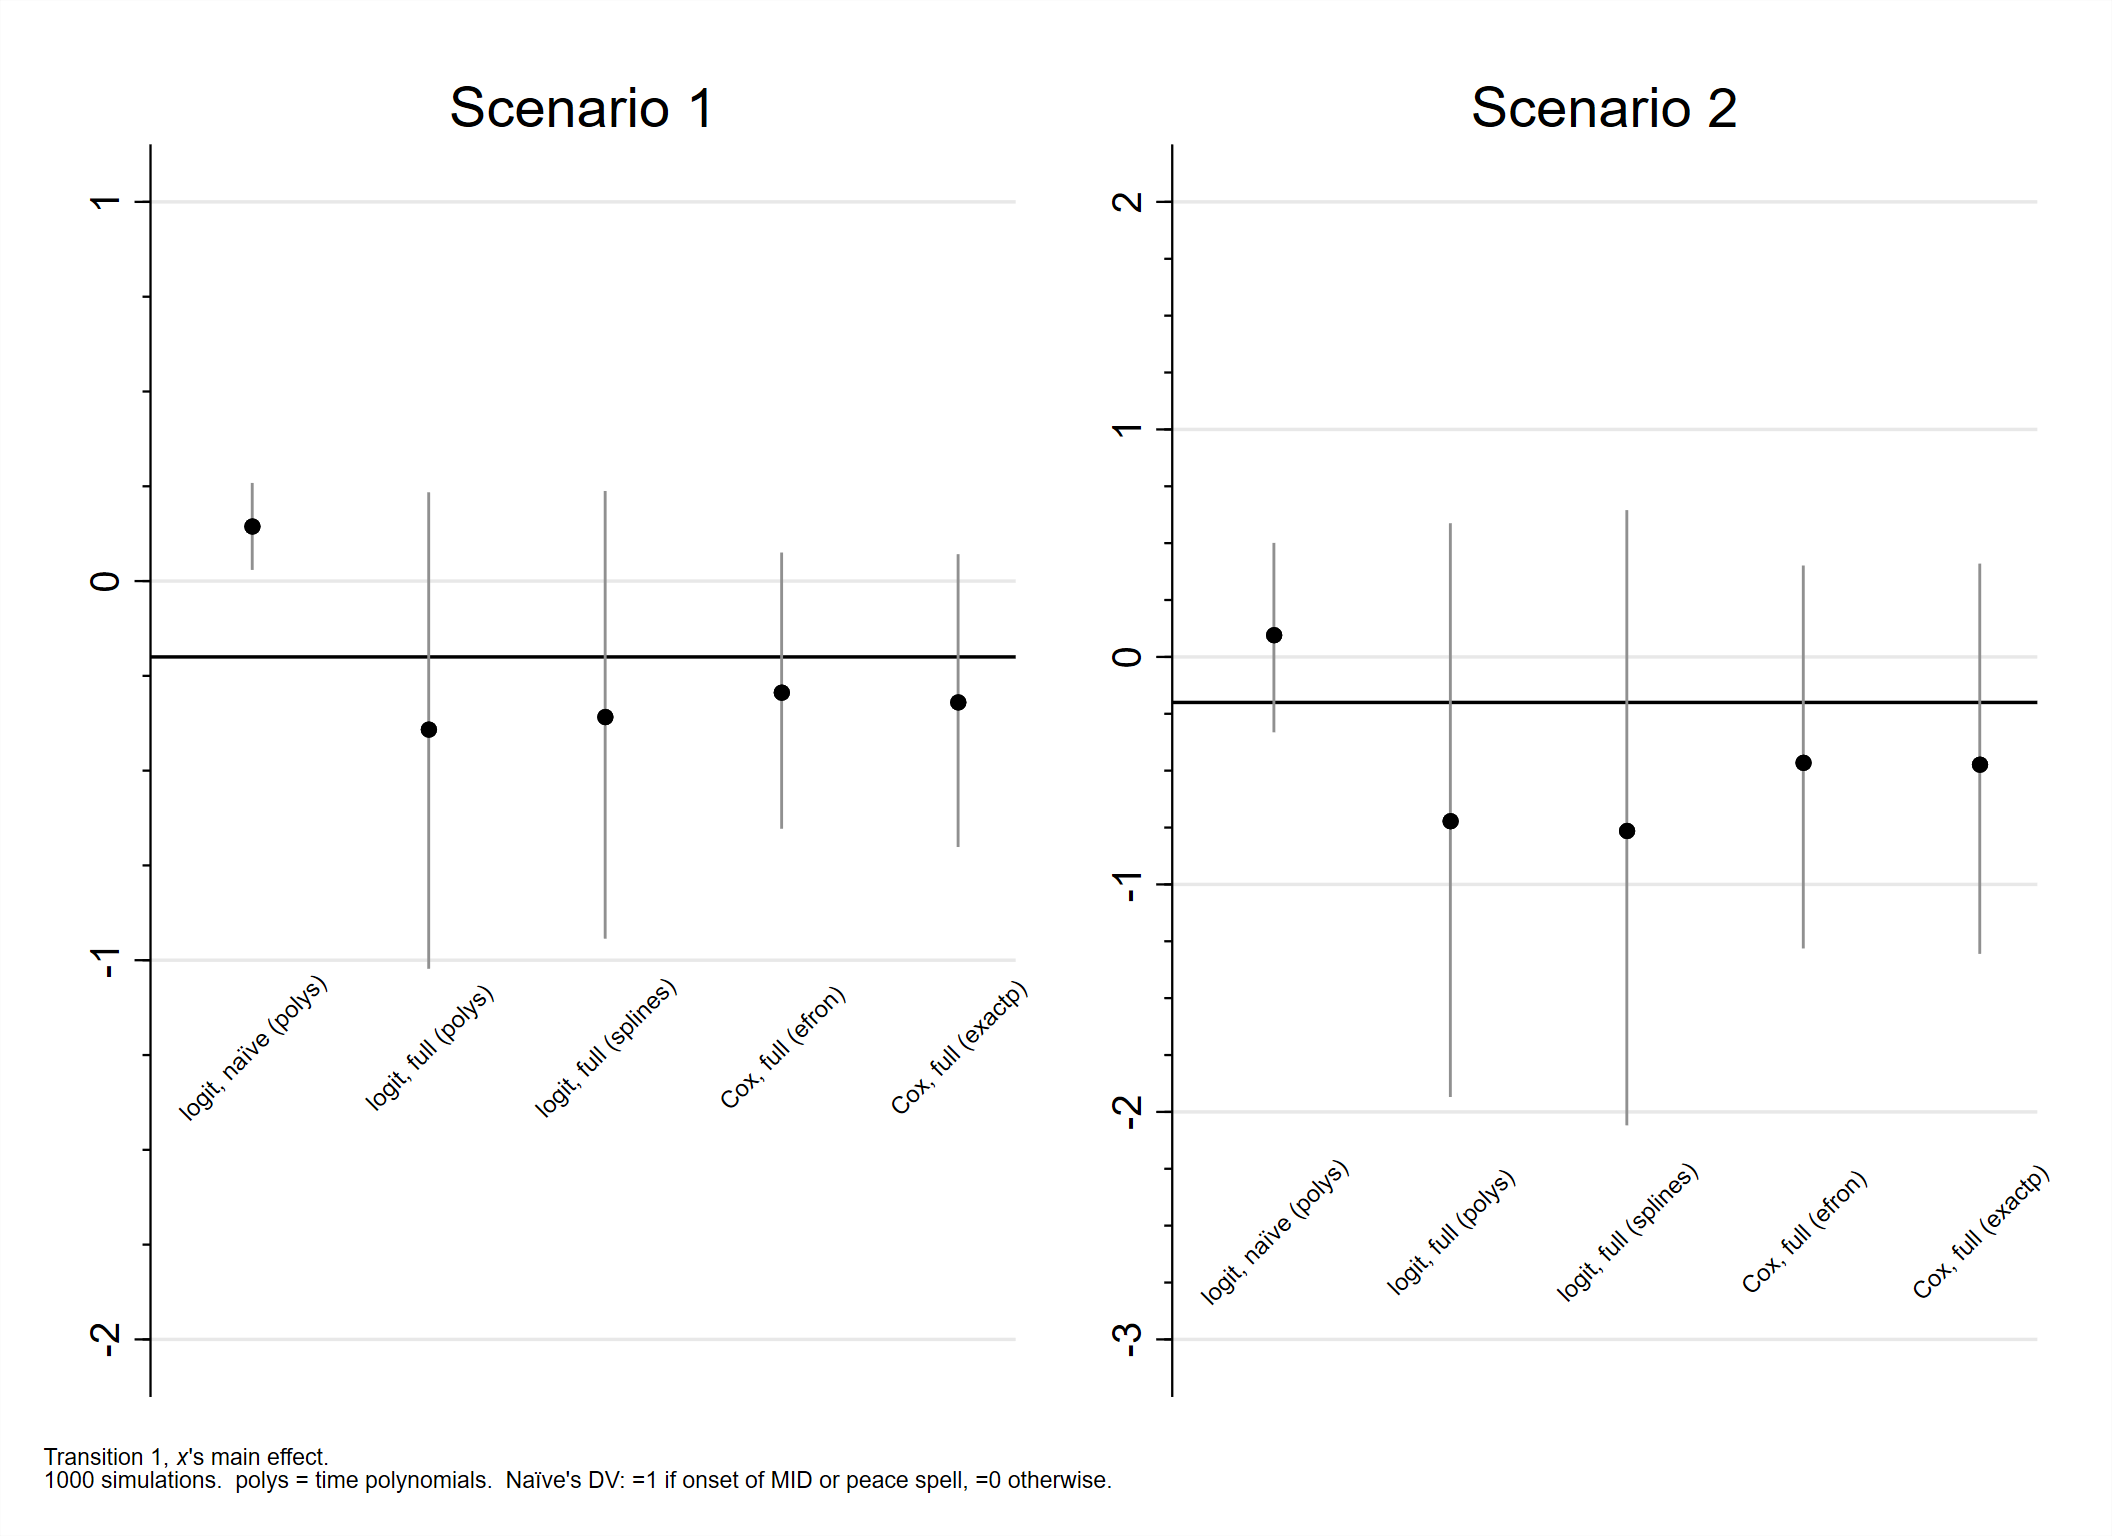 Scenario 1
1
0
-1
-2
logit, naïve (polys)
logit, full (polys)
logit, full (splines)
Cox, full (efron)
Cox, full (exactp)
Scenario 2
2
1
0
-1
-2
-3
logit, naïve (polys)
logit, full (polys)
logit, full (splines)
Cox, full (efron)
Cox, full (exactp)
Transition 1, x's main effect.
1000 simulations.  polys = time polynomials.  Naïve's DV: =1 if onset of MID or peace spell, =0 otherwise.